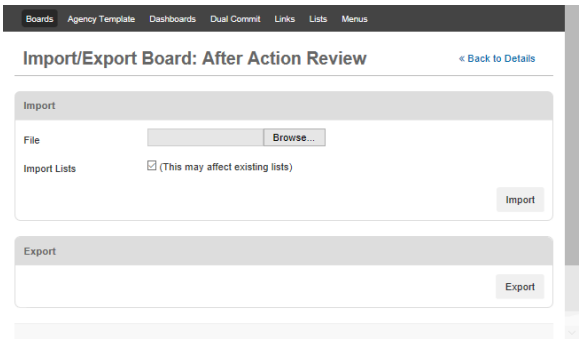 Boards Agency Template Dashboards Dual Commit Links Lists Menus
Import/Export Board: After Action Review « Back to Details
Import
File Browse...
Import Lists (This may affect existing lists)
Import
Export
Export